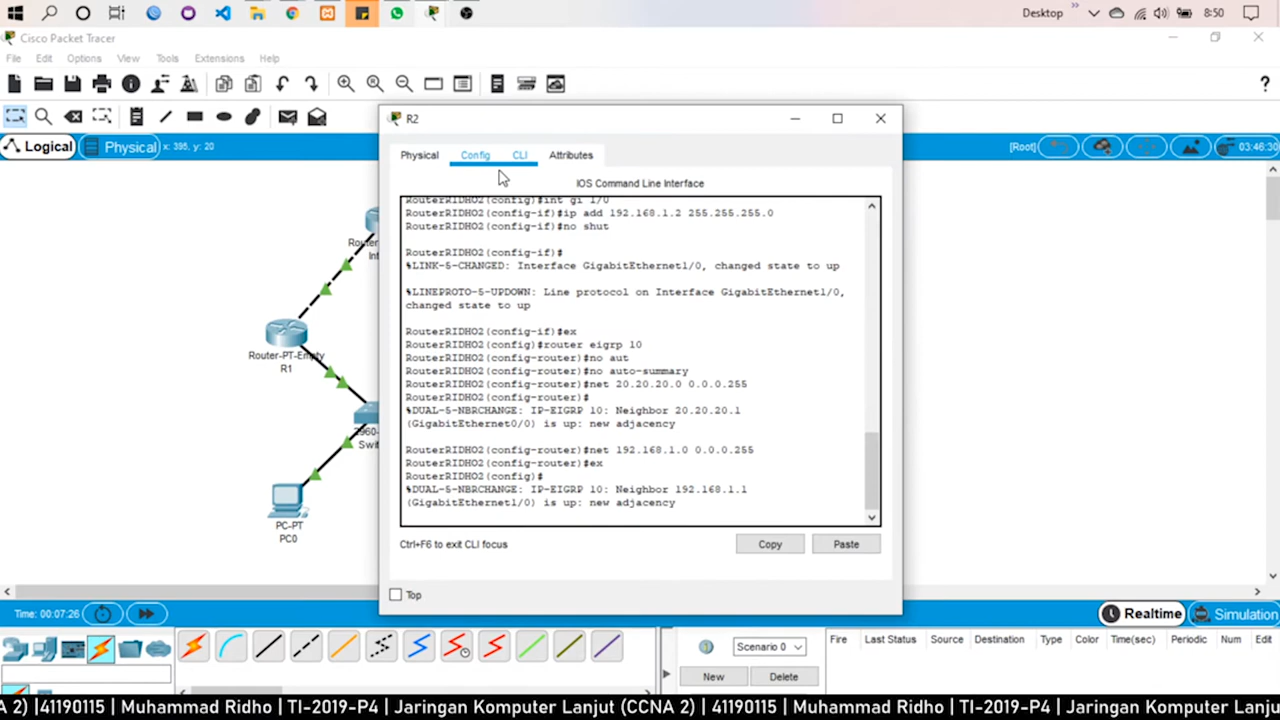 Desktop
8:50
Cisco Packet Tracer
File Edit Options View Tools Extensions Help
?
Logical
Physical
x: 395, y: 20
[Root]
03:46:30
R2
Physical Config CLI Attributes
IOS Command Line Interface
RouterRIDHO2(config)#int gi 1/0
RouterRIDHO2(config-if)#ip add 192.168.1.2 255.255.255.0
RouterRIDHO2(config-if)#no shut
RouterRIDHO2(config-if)#
%LINK-5-CHANGED: Interface GigabitEthernet1/0, changed state to up
%LINEPROTO-5-UPDOWN: Line protocol on Interface GigabitEthernet1/0,
changed state to up
RouterRIDHO2(config-if)#ex
RouterRIDHO2(config)#router eigrp 10
RouterRIDHO2(config-router)#no aut
RouterRIDHO2(config-router)#no auto-summary
RouterRIDHO2(config-router)#net 20.20.20.0 0.0.0.255
RouterRIDHO2(config-router)#
%DUAL-5-NBRCHANGE: IP-EIGRP 10: Neighbor 20.20.20.1
(GigabitEthernet0/0) is up: new adjacency
RouterRIDHO2(config-router)#net 192.168.1.0 0.0.0.255
RouterRIDHO2(config-router)#ex
RouterRIDHO2(config)#
%DUAL-5-NBRCHANGE: IP-EIGRP 10: Neighbor 192.168.1.1
(GigabitEthernet1/0) is up: new adjacency
Ctrl+F6 to exit CLI focus
Copy
Paste
Top
Router-PT-Empty
R1
2960-
PC-PT
PC0
Time: 00:07:26
Realtime
Simulation
Scenario 0
New
Delete
Fire Last Status Source Destination Type Color Time(sec) Periodic Num Edit
A 2) |41190115 | Muhammad Ridho | TI-2019-P4 | Jaringan Komputer Lanjut (CCNA 2) | 41190115 | Muhammad Ridho | TI-2019-P4 | Jaringan Komputer Lanju